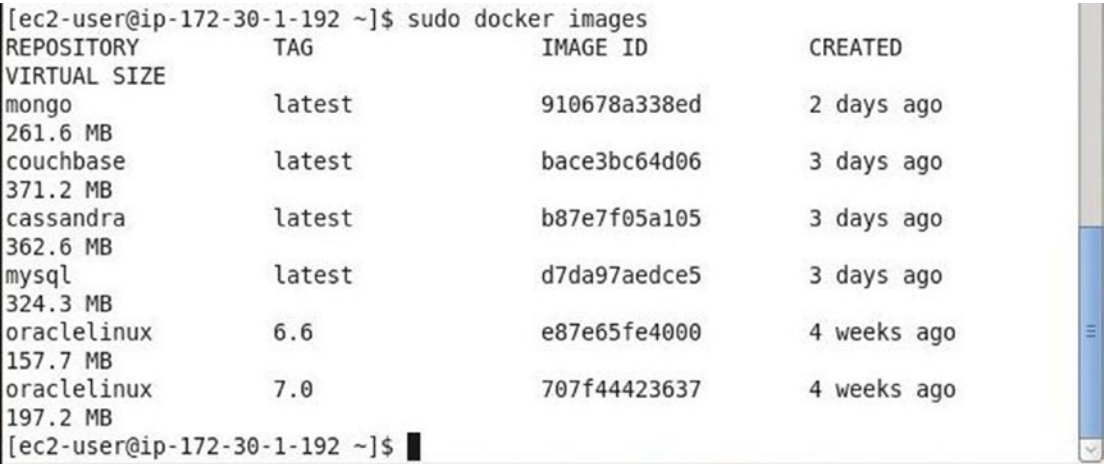 [ec2-user@ip-172-30-1-192 ~]$ sudo docker images
REPOSITORY TAG IMAGE ID CREATED
VIRTUAL SIZE
mongo latest 910678a338ed 2 days ago
261.6 MB
couchbase latest bace3bc64d06 3 days ago
371.2 MB
cassandra latest b87e7f05a105 3 days ago
362.6 MB
mysql latest d7da97aedce5 3 days ago
324.3 MB
oraclelinux 6.6 e87e65fe4000 4 weeks ago
157.7 MB
oraclelinux 7.0 707f44423637 4 weeks ago
197.2 MB
[ec2-user@ip-172-30-1-192 ~]$